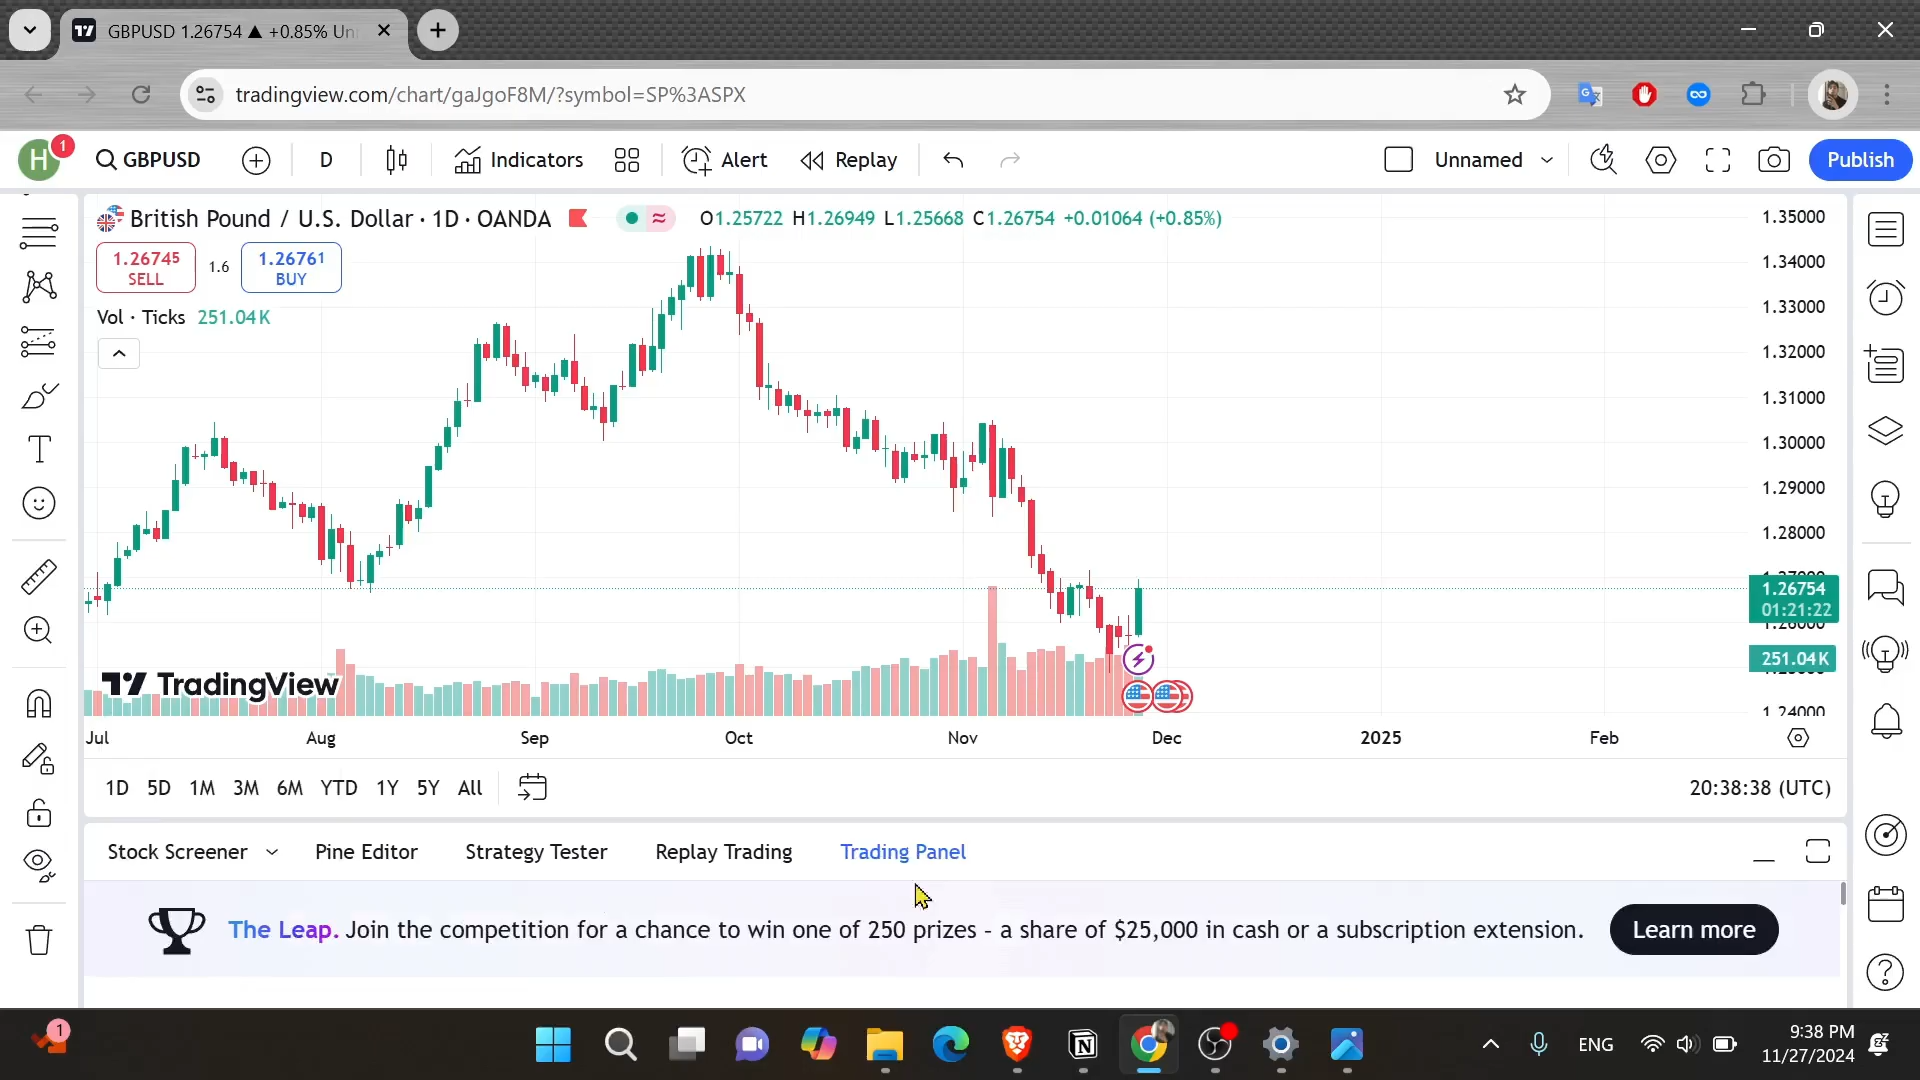 GBPUSD 1.26754 ▲ +0.85% Un
tradingview.com/chart/gaJgoF8M/?symbol=SP%3ASPX
H 1 GBPUSD D Indicators Alert Replay Unnamed Publish
British Pound / U.S. Dollar · 1D · OANDA O1.25722 H1.26949 L1.25668 C1.26754 +0.01064 (+0.85%)
1.26745 SELL 1.6 1.26761 BUY
Vol · Ticks 251.04K
1.35000
1.34000
1.33000
1.32000
1.31000
1.30000
1.29000
1.28000
1.26754
01:21:22
251.04K
1.24000
TradingView
Jul Aug Sep Oct Nov Dec 2025 Feb
1D 5D 1M 3M 6M YTD 1Y 5Y All 20:38:38 (UTC)
Stock Screener Pine Editor Strategy Tester Replay Trading Trading Panel
The Leap. Join the competition for a chance to win one of 250 prizes - a share of $25,000 in cash or a subscription extension. Learn more
1 ENG 9:38 PM
11/27/2024